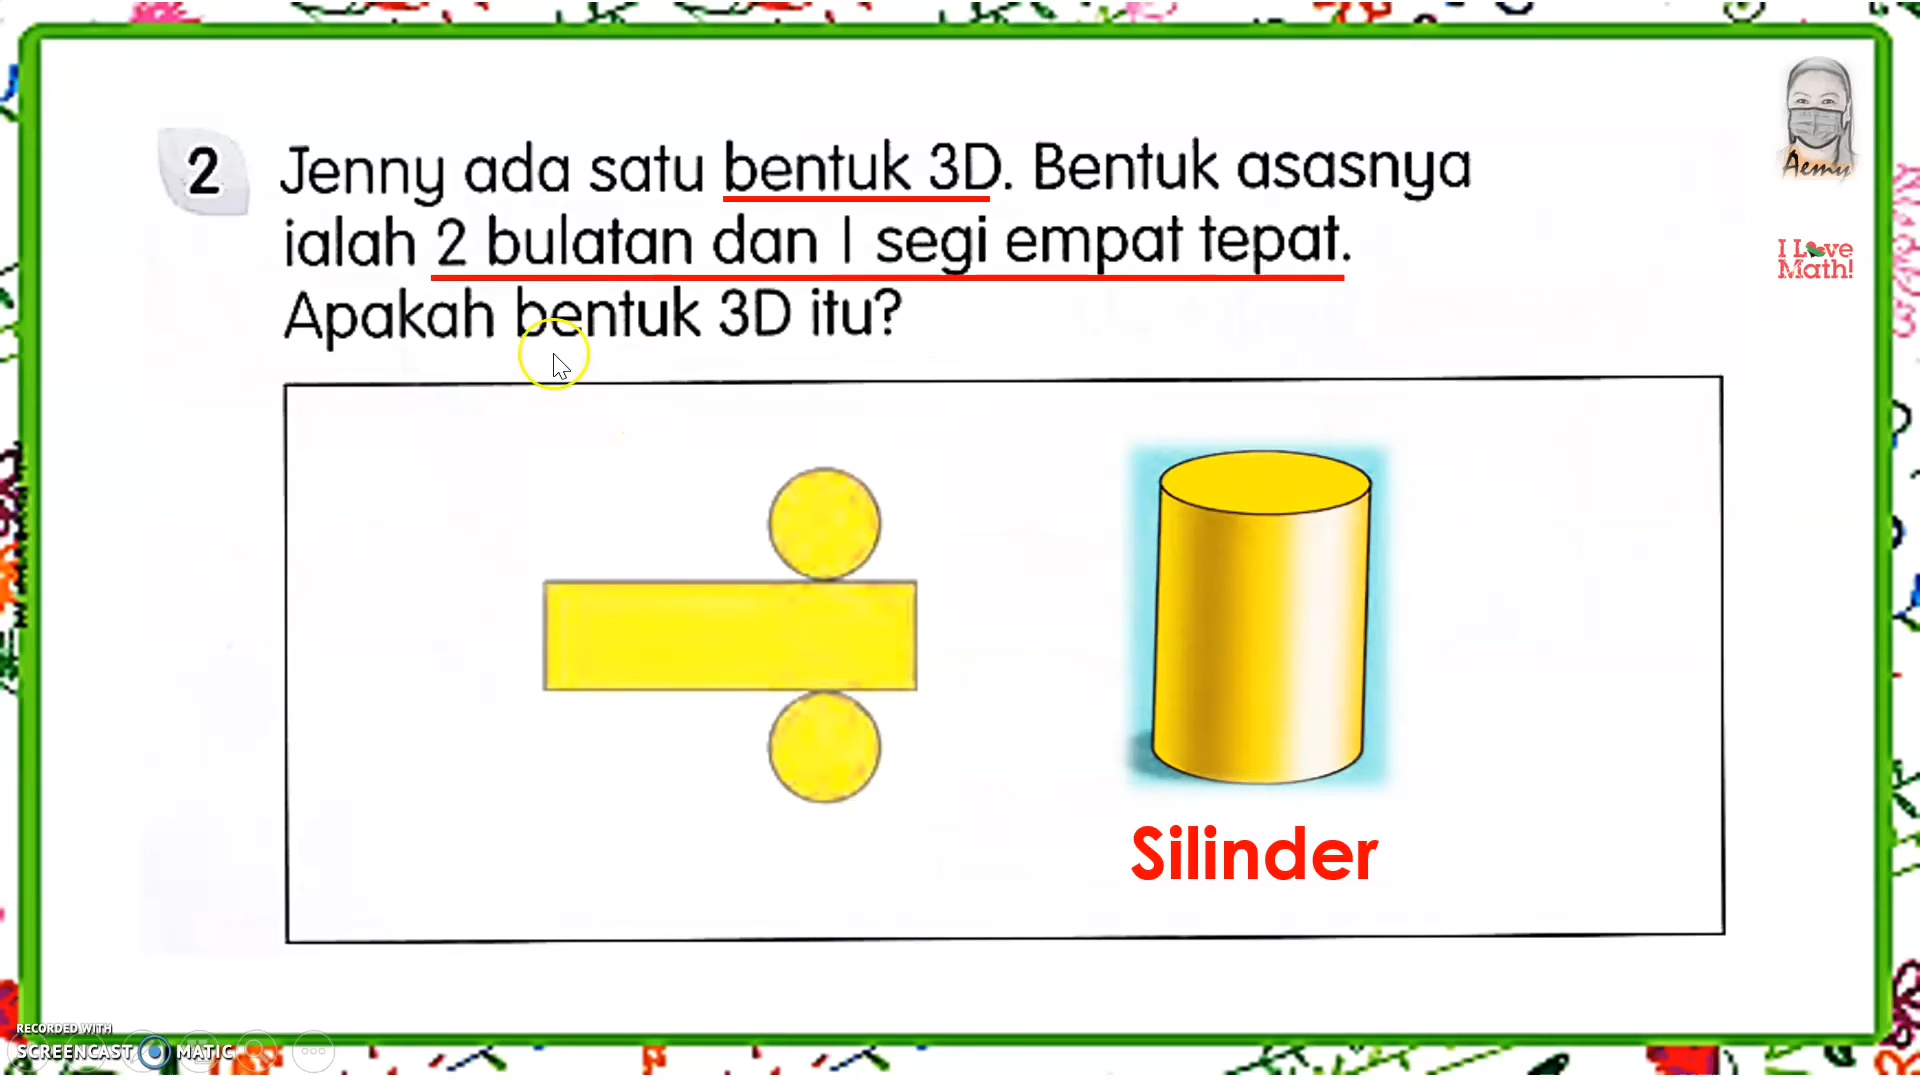 2 Jenny ada satu bentuk 3D. Bentuk asasnya
ialah 2 bulatan dan 1 segi empat tepat.
Apakah bentuk 3D itu?
Silinder
Aemy
I Love
Math!
RECORDED WITH
SCREENCAST MATIC